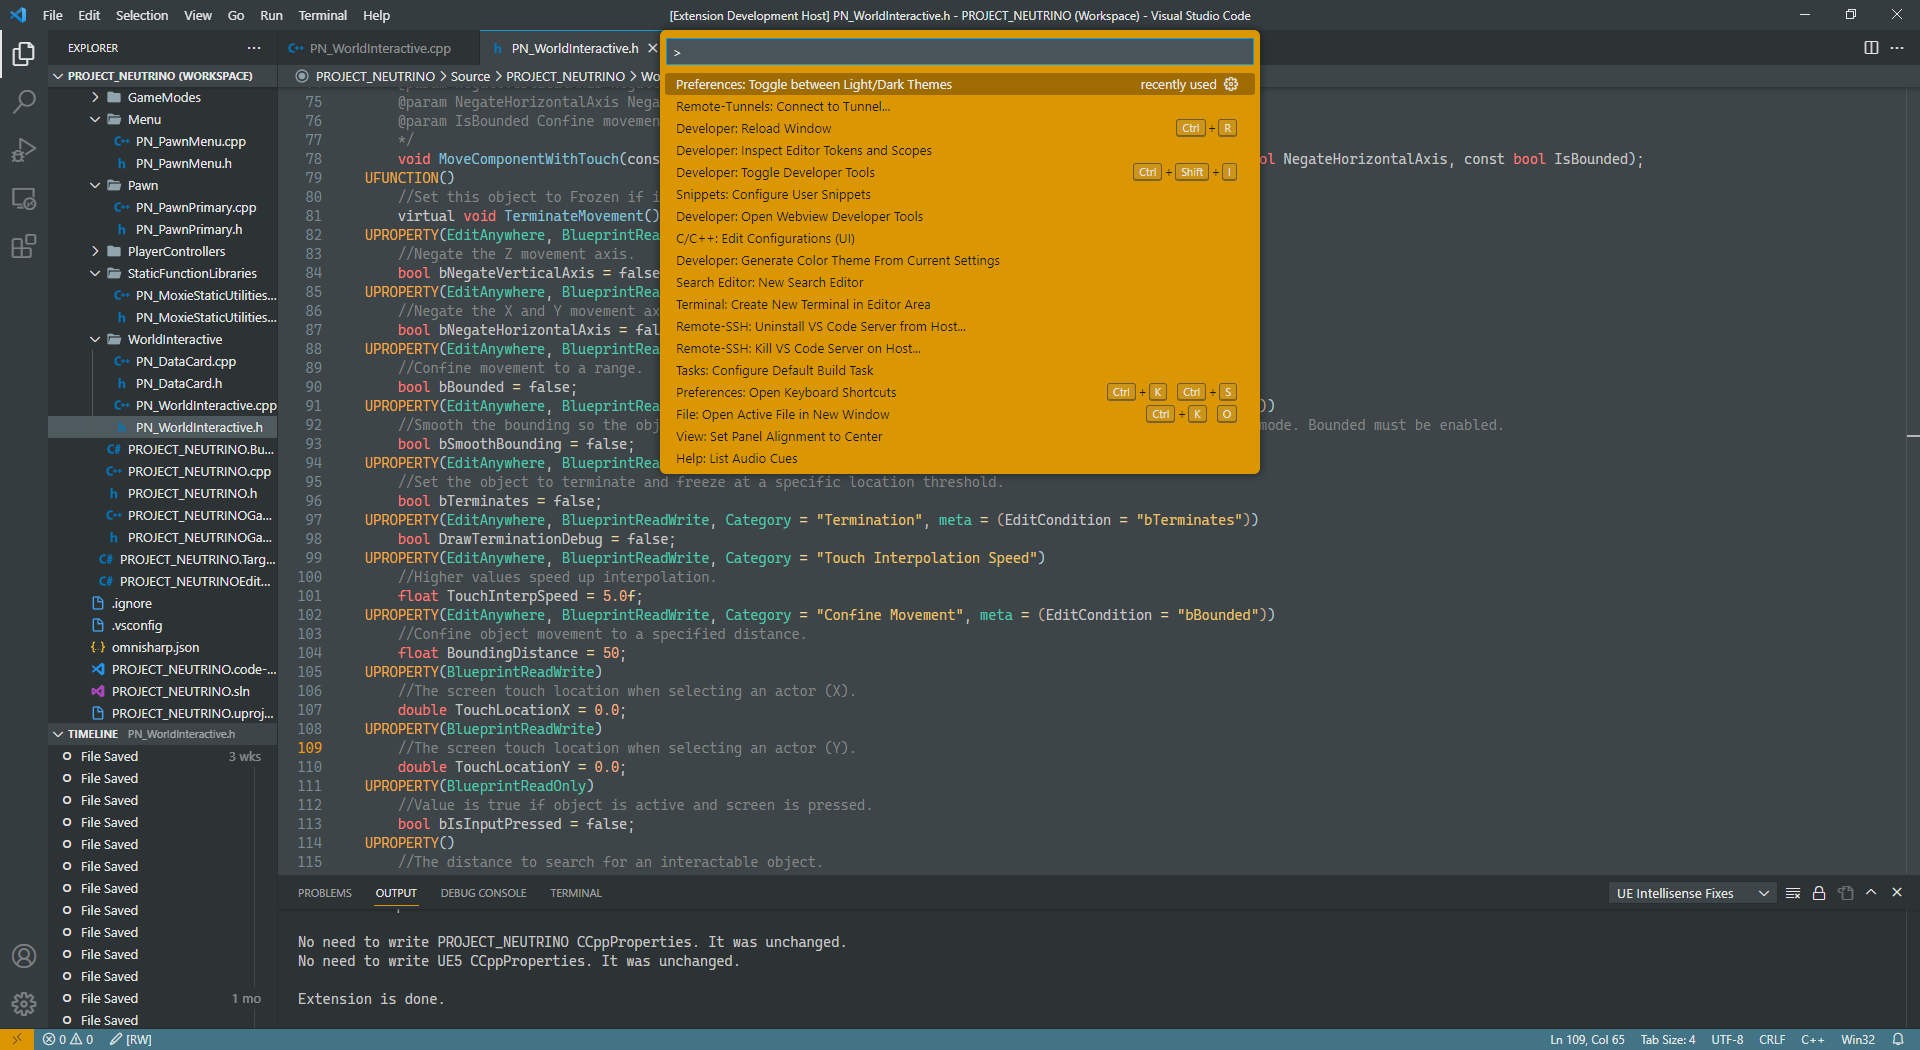 File Edit Selection View Go Run Terminal Help
[Extension Development Host] PN_WorldInteractive.h - PROJECT_NEUTRINO (Workspace) - Visual Studio Code
EXPLORER
PROJECT_NEUTRINO (WORKSPACE)
GameModes
Menu
PN_PawnMenu.cpp
PN_PawnMenu.h
Pawn
PN_PawnPrimary.cpp
PN_PawnPrimary.h
PlayerControllers
StaticFunctionLibraries
PN_MoxieStaticUtilities...
PN_MoxieStaticUtilities...
WorldInteractive
PN_DataCard.cpp
PN_DataCard.h
PN_WorldInteractive.cpp
PN_WorldInteractive.h
PROJECT_NEUTRINO.Bu...
PROJECT_NEUTRINO.cpp
PROJECT_NEUTRINO.h
PROJECT_NEUTRINOGa...
PROJECT_NEUTRINOGa...
PROJECT_NEUTRINO.Targ...
PROJECT_NEUTRINOEdit...
.ignore
.vsconfig
omnisharp.json
PROJECT_NEUTRINO.code-...
PROJECT_NEUTRINO.sln
PROJECT_NEUTRINO.uproj...
TIMELINE PN_WorldInteractive.h
File Saved 3 wks
File Saved
File Saved
File Saved
File Saved
File Saved
File Saved
File Saved
File Saved
File Saved
File Saved
File Saved 1 mo
File Saved
PN_WorldInteractive.cpp
PN_WorldInteractive.h
PROJECT_NEUTRINO > Source > PROJECT_NEUTRINO > Wo
>
Preferences: Toggle between Light/Dark Themes recently used
Remote-Tunnels: Connect to Tunnel...
Developer: Reload Window Ctrl + R
Developer: Inspect Editor Tokens and Scopes
Developer: Toggle Developer Tools Ctrl + Shift + I
Snippets: Configure User Snippets
Developer: Open Webview Developer Tools
C/C++: Edit Configurations (UI)
Developer: Generate Color Theme From Current Settings
Search Editor: New Search Editor
Terminal: Create New Terminal in Editor Area
Remote-SSH: Uninstall VS Code Server from Host...
Remote-SSH: Kill VS Code Server on Host...
Tasks: Configure Default Build Task
Preferences: Open Keyboard Shortcuts Ctrl + K Ctrl + S
File: Open Active File in New Window Ctrl + K O
View: Set Panel Alignment to Center
Help: List Audio Cues
75 @param NegateHorizontalAxis Nega
76 @param IsBounded Confine movemen
77 */
78 void MoveComponentWithTouch(cons ol NegateHorizontalAxis, const bool IsBounded);
79 UFUNCTION()
80 //Set this object to Frozen if i
81 virtual void TerminateMovement()
82 UPROPERTY(EditAnywhere, BlueprintRea
83 //Negate the Z movement axis.
84 bool bNegateVerticalAxis = false
85 UPROPERTY(EditAnywhere, BlueprintRea
86 //Negate the X and Y movement ax
87 bool bNegateHorizontalAxis = fal
88 UPROPERTY(EditAnywhere, BlueprintRea
89 //Confine movement to a range.
90 bool bBounded = false;
91 UPROPERTY(EditAnywhere, BlueprintRea ))
92 //Smooth the bounding so the obj mode. Bounded must be enabled.
93 bool bSmoothBounding = false;
94 UPROPERTY(EditAnywhere, BlueprintRea
95 //Set the object to terminate and freeze at a specific location threshold.
96 bool bTerminates = false;
97 UPROPERTY(EditAnywhere, BlueprintReadWrite, Category = "Termination", meta = (EditCondition = "bTerminates"))
98 bool DrawTerminationDebug = false;
99 UPROPERTY(EditAnywhere, BlueprintReadWrite, Category = "Touch Interpolation Speed")
100 //Higher values speed up interpolation.
101 float TouchInterpSpeed = 5.0f;
102 UPROPERTY(EditAnywhere, BlueprintReadWrite, Category = "Confine Movement", meta = (EditCondition = "bBounded"))
103 //Confine object movement to a specified distance.
104 float BoundingDistance = 50;
105 UPROPERTY(BlueprintReadWrite)
106 //The screen touch location when selecting an actor (X).
107 double TouchLocationX = 0.0;
108 UPROPERTY(BlueprintReadWrite)
109 //The screen touch location when selecting an actor (Y).
110 double TouchLocationY = 0.0;
111 UPROPERTY(BlueprintReadOnly)
112 //Value is true if object is active and screen is pressed.
113 bool bIsInputPressed = false;
114 UPROPERTY()
115 //The distance to search for an interactable object.
PROBLEMS OUTPUT DEBUG CONSOLE TERMINAL
UE Intellisense Fixes
No need to write PROJECT_NEUTRINO CCppProperties. It was unchanged.
No need to write UE5 CCppProperties. It was unchanged.
Extension is done.
0 0 [RW]
Ln 109, Col 65 Tab Size: 4 UTF-8 CRLF C++ Win32